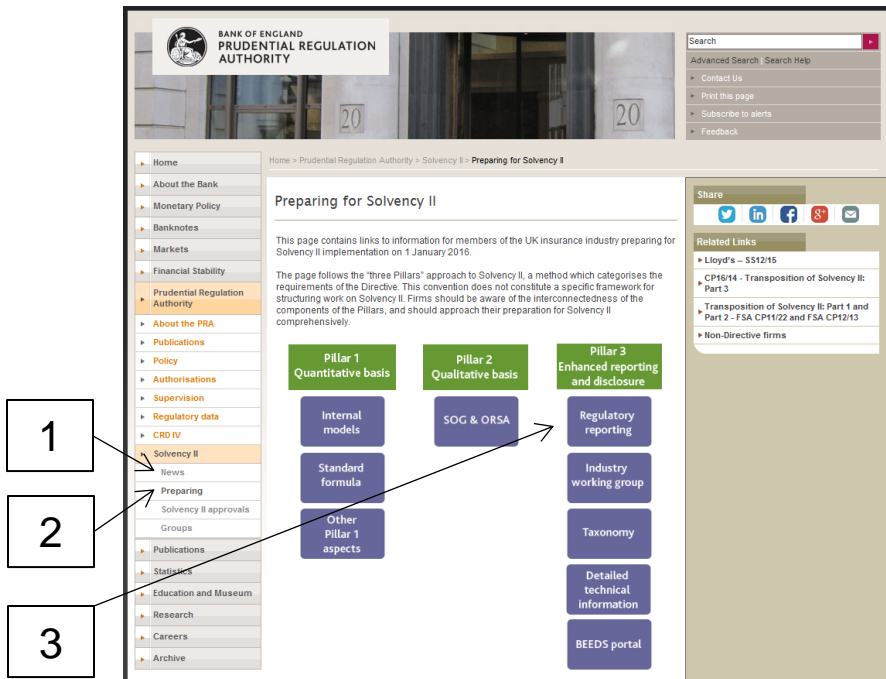 BANK OF ENGLAND
PRUDENTIAL REGULATION
AUTHORITY
20
20
Search
Advanced Search Search Help
Contact Us
Print this page
Subscribe to alerts
Feedback
Home
About the Bank
Monetary Policy
Banknotes
Markets
Financial Stability
Prudential Regulation
Authority
About the PRA
Publications
Policy
Authorisations
Supervision
Regulatory data
CRD IV
Solvency II
News
Preparing
Solvency II approvals
Groups
Publications
Statistics
Education and Museum
Research
Careers
Archive
1
2
3
Home > Prudential Regulation Authority > Solvency II > Preparing for Solvency II
Preparing for Solvency II
This page contains links to information for members of the UK insurance industry preparing for
Solvency II implementation on 1 January 2016.
The page follows the “three Pillars” approach to Solvency II, a method which categorises the
requirements of the Directive. This convention does not constitute a specific framework for
structuring work on Solvency II. Firms should be aware of the interconnectedness of the
components of the Pillars, and should approach their preparation for Solvency II
comprehensively.
Pillar 1
Quantitative basis
Internal
models
Standard
formula
Other
Pillar 1
aspects
Pillar 2
Qualitative basis
SOG & ORSA
Pillar 3
Enhanced reporting
and disclosure
Regulatory
reporting
Industry
working group
Taxonomy
Detailed
technical
information
BEEDS portal
Share
in
f
g+
Related Links
Lloyd's – SS12/15
CP16/14 - Transposition of Solvency II:
Part 3
Transposition of Solvency II: Part 1 and
Part 2 - FSA CP11/22 and FSA CP12/13
Non-Directive firms